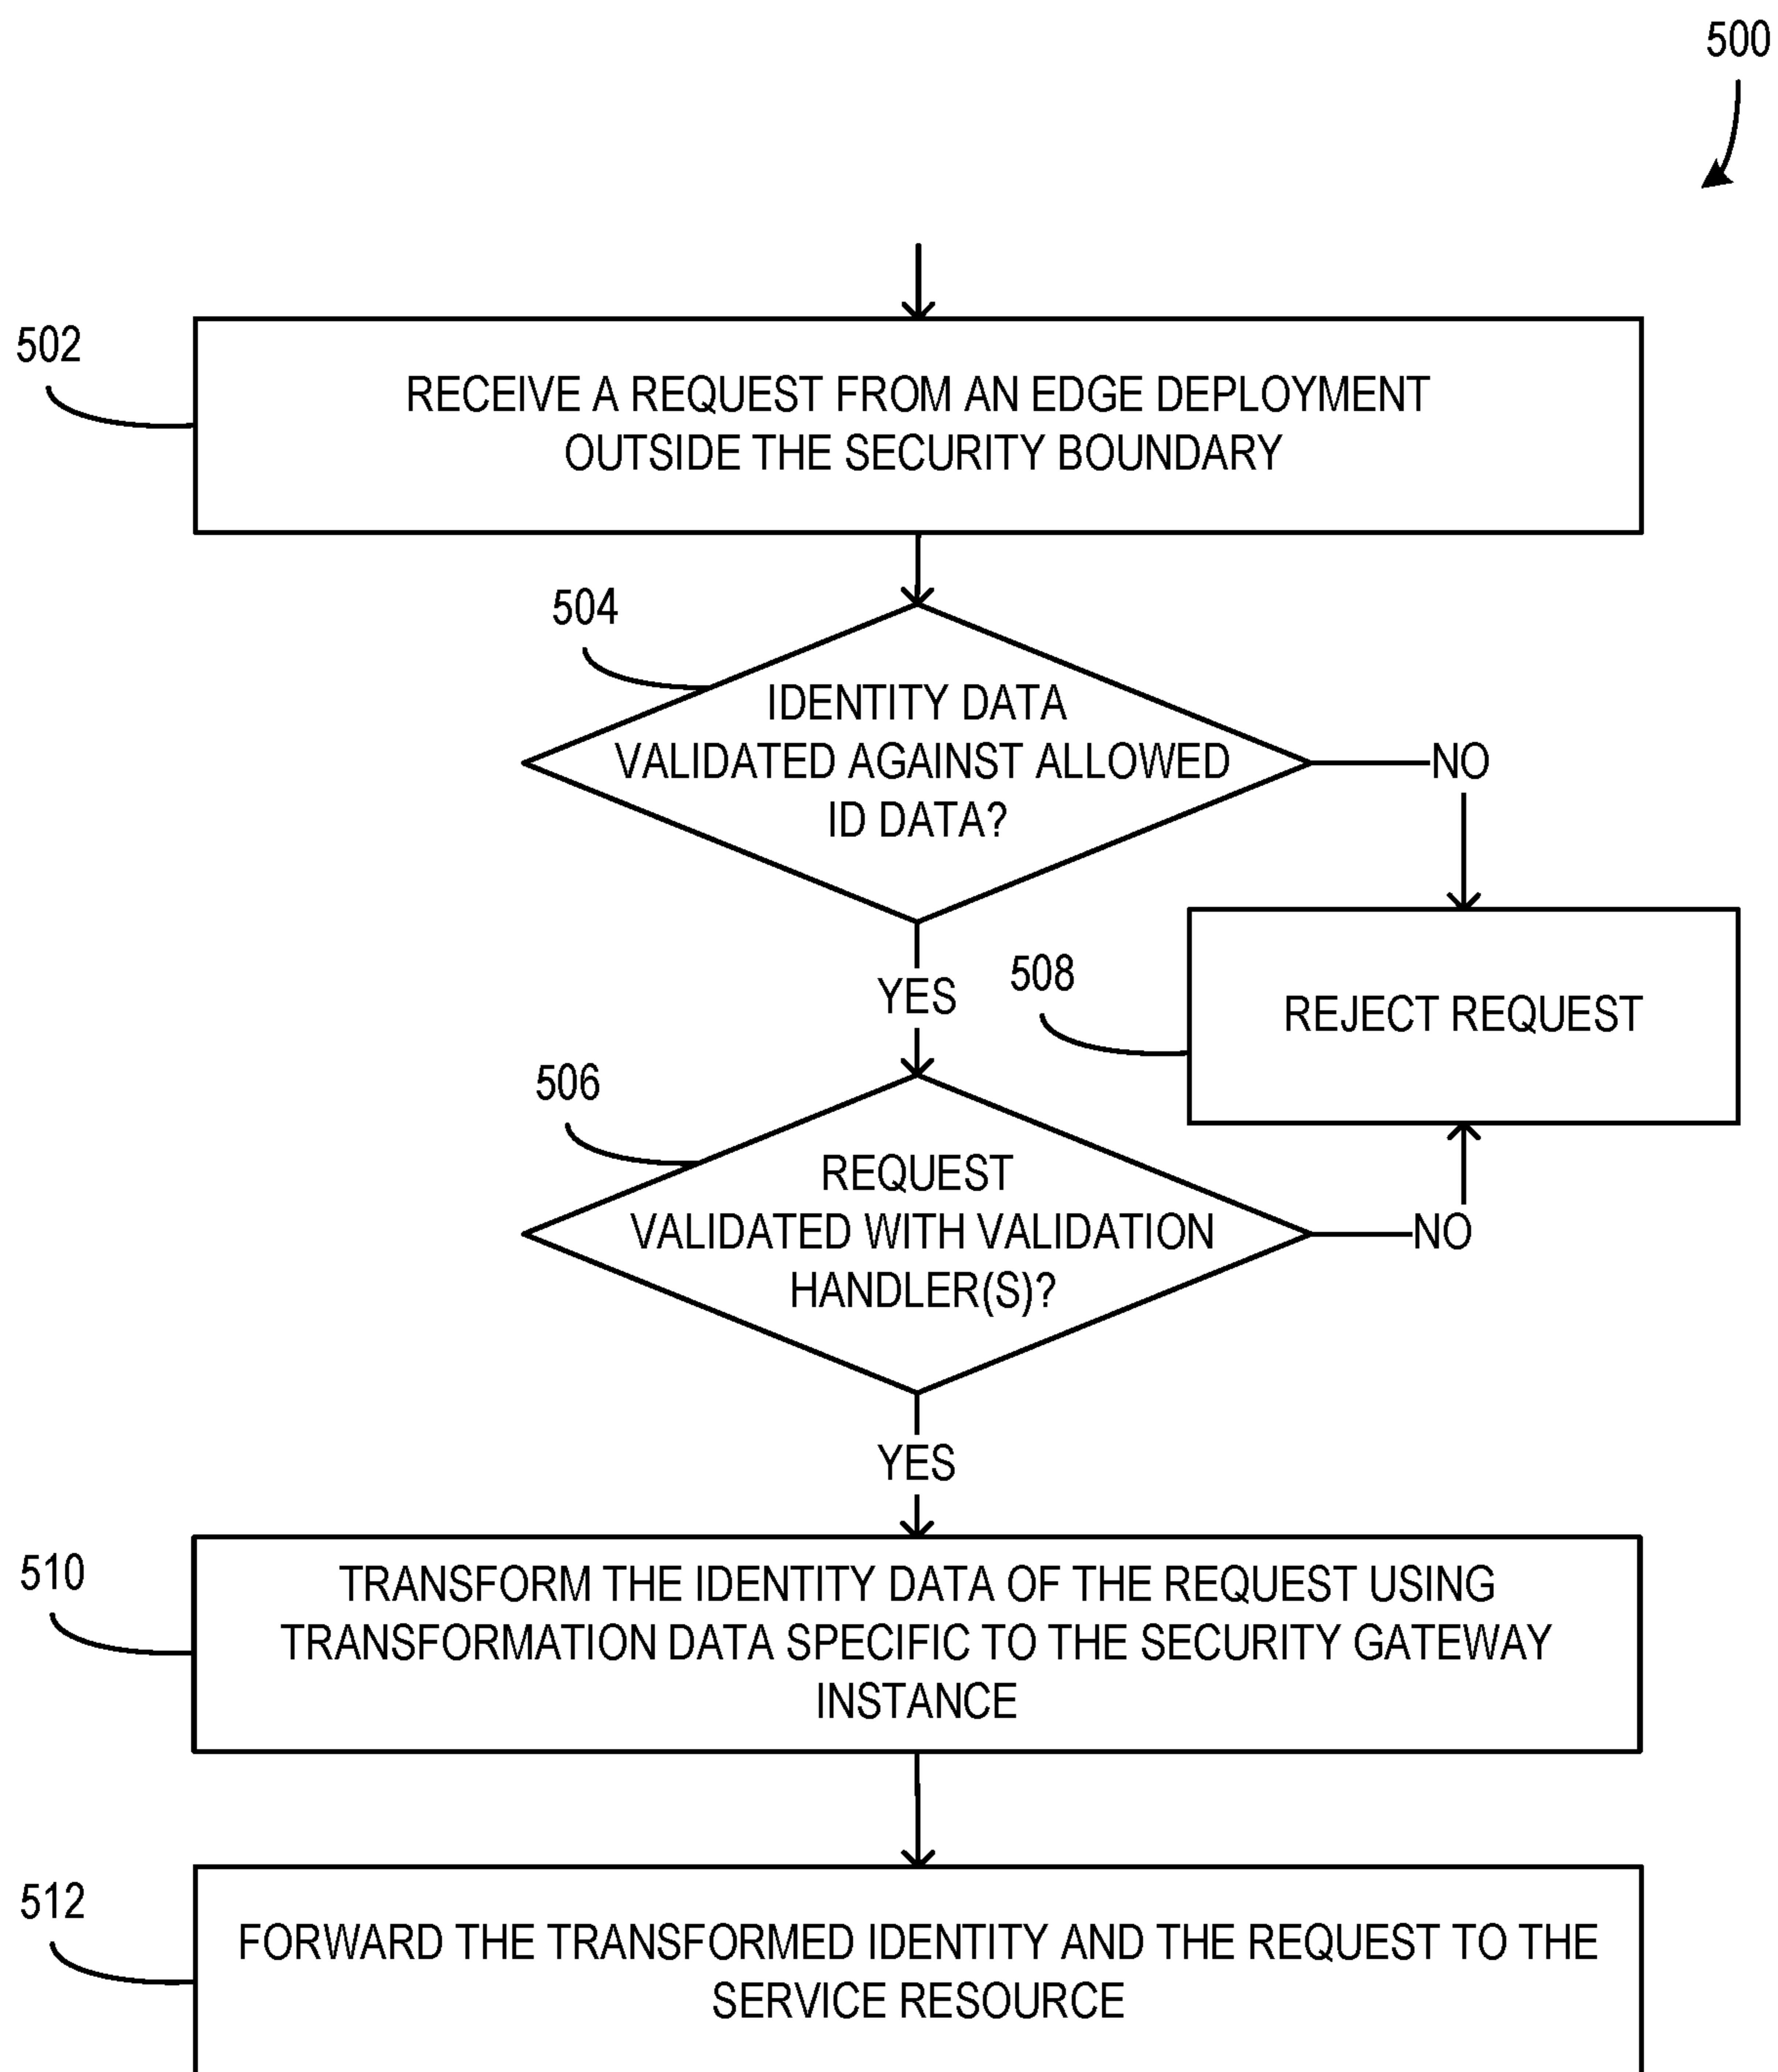 500
502
RECEIVE A REQUEST FROM AN EDGE DEPLOYMENT
OUTSIDE THE SECURITY BOUNDARY
504
IDENTITY DATA
VALIDATED AGAINST ALLOWED
ID DATA?
NO
YES
508
REJECT REQUEST
506
REQUEST
VALIDATED WITH VALIDATION
HANDLER(S)?
NO
YES
510
TRANSFORM THE IDENTITY DATA OF THE REQUEST USING
TRANSFORMATION DATA SPECIFIC TO THE SECURITY GATEWAY
INSTANCE
512
FORWARD THE TRANSFORMED IDENTITY AND THE REQUEST TO THE
SERVICE RESOURCE